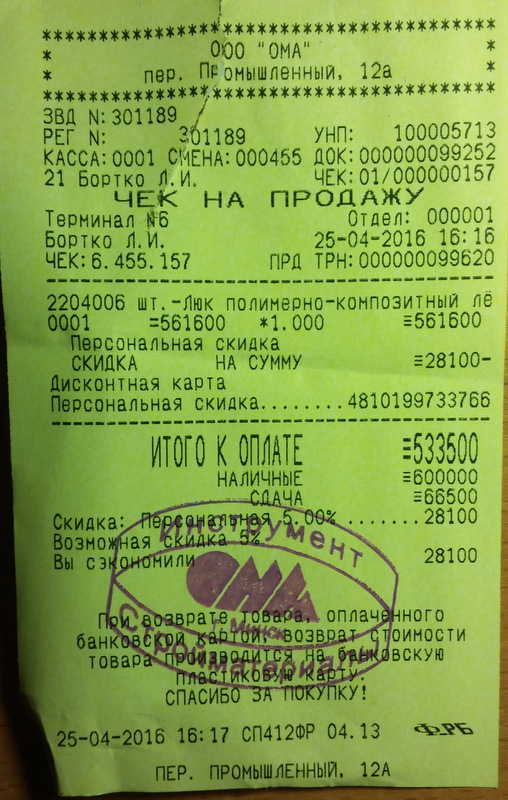 ****************************************
* ООО "ОМА" *
* пер. Промышленный, 12а *
****************************************
ЗВД N:301189
РЕГ N: 301189 УНП: 100005713
КАССА:0001 СМЕНА:000455 ДОК:000000099252
21 Бортко Л.И. ЧЕК:01/000000157
ЧЕК НА ПРОДАЖУ
Терминал №6 Отдел: 000001
Бортко Л.И. 25-04-2016 16:16
ЧЕК:6.455.157 ПРД ТРН:000000099620
2204006 шт.-Люк полимерно-композитный лё
0001 =561600 *1.000 ≡561600
Персональная скидка
СКИДКА НА СУММУ ≡28100-
Дисконтная карта
Персональная скидка........4810199733766
ИТОГО К ОПЛАТЕ ≡533500
НАЛИЧНЫЕ ≡600000
СДАЧА ≡66500
Скидка: Персональная 5.00%.......28100
Возможная скидка 5%
Вы сэкономили 28100
Инструмент
ОМА
г. Минск
Стройматериалы
При возврате товара, оплаченного
банковской картой, возврат стоимости
товара производится на банковскую
пластиковую карту.
СПАСИБО ЗА ПОКУПКУ!
25-04-2016 16:17 СП412ФР 04.13 ФРБ
ПЕР. ПРОМЫШЛЕННЫЙ, 12А